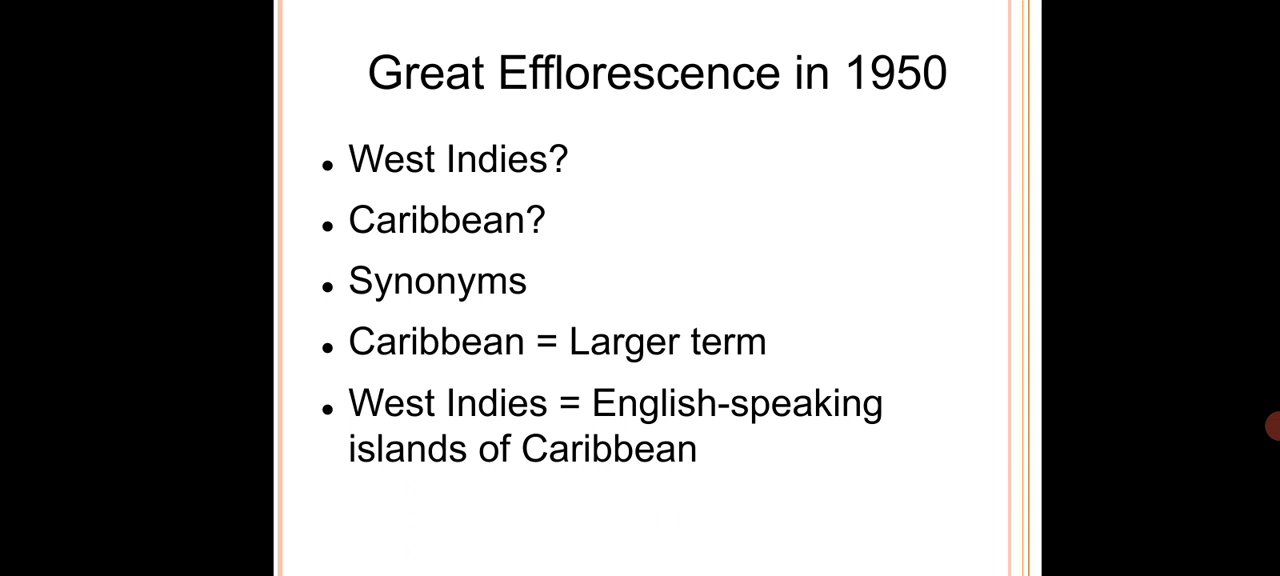 Great Efflorescence in 1950
• West Indies?
• Caribbean?
• Synonyms
• Caribbean = Larger term
• West Indies = English-speaking
islands of Caribbean